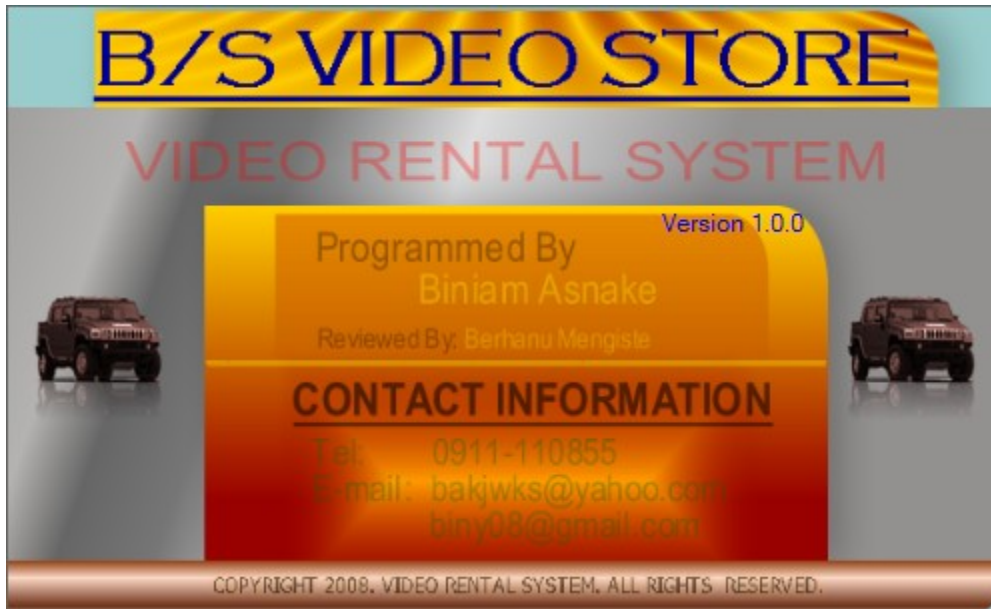 B/S VIDEO STORE
VIDEO RENTAL SYSTEM
Version 1.0.0
Programmed By
Biniam Asnake
Reviewed By: Berhanu Mengiste
CONTACT INFORMATION
Tel: 0911-110855
E-mail: bakjwks@yahoo.com
biny08@gmail.com
COPYRIGHT 2008. VIDEO RENTAL SYSTEM. ALL RIGHTS RESERVED.